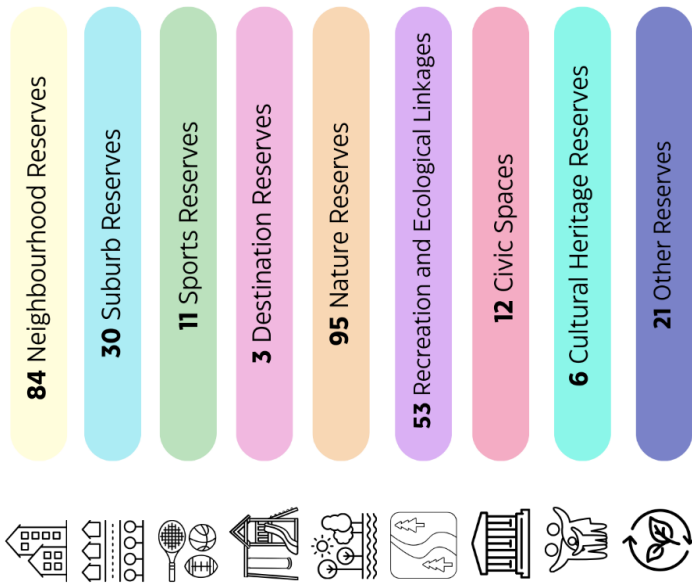 84 Neighbourhood Reserves
30 Suburb Reserves
11 Sports Reserves
3 Destination Reserves
95 Nature Reserves
53 Recreation and Ecological Linkages
12 Civic Spaces
6 Cultural Heritage Reserves
21 Other Reserves